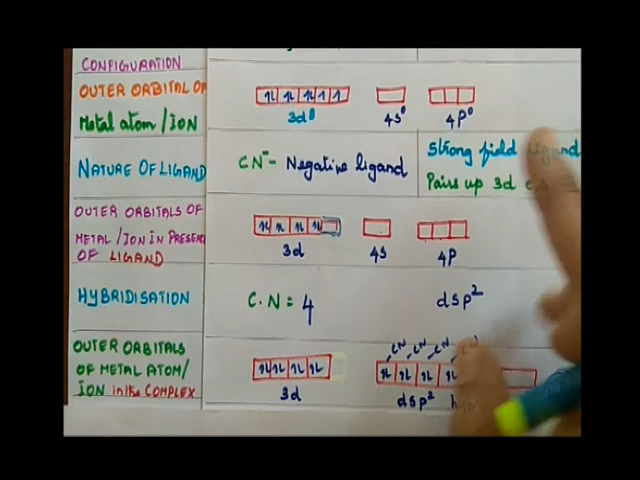 CONFIGURATION
OUTER ORBITAL OF
Metal atom/ION
3d⁸ 4S⁰ 4P⁰
NATURE OF LIGAND
CN⁻ - Negative ligand
Strong field ligand
Pairs up 3d
OUTER ORBITALS OF
METAL/ION IN PRESENCE
OF LIGAND
3d 4S 4P
HYBRIDISATION
C.N = 4 dsp²
OUTER ORBITALS
OF METAL ATOM/
ION in the COMPLEX
CN CN CN
3d dsp²